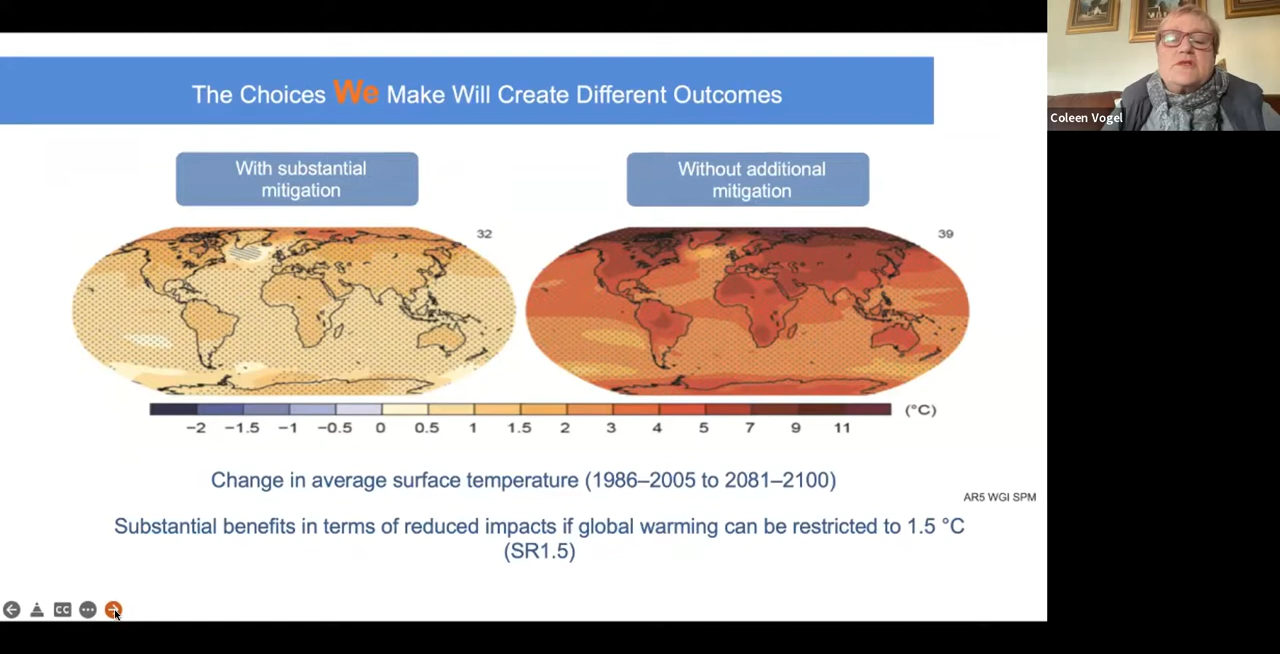 The Choices We Make Will Create Different Outcomes
With substantial
mitigation
Without additional
mitigation
32
39
−2 −1.5 −1 −0.5 0 0.5 1 1.5 2 3 4 5 7 9 11
(°C)
Change in average surface temperature (1986–2005 to 2081–2100)
AR5 WGI SPM
Substantial benefits in terms of reduced impacts if global warming can be restricted to 1.5 °C
(SR1.5)
CC
Coleen Vogel